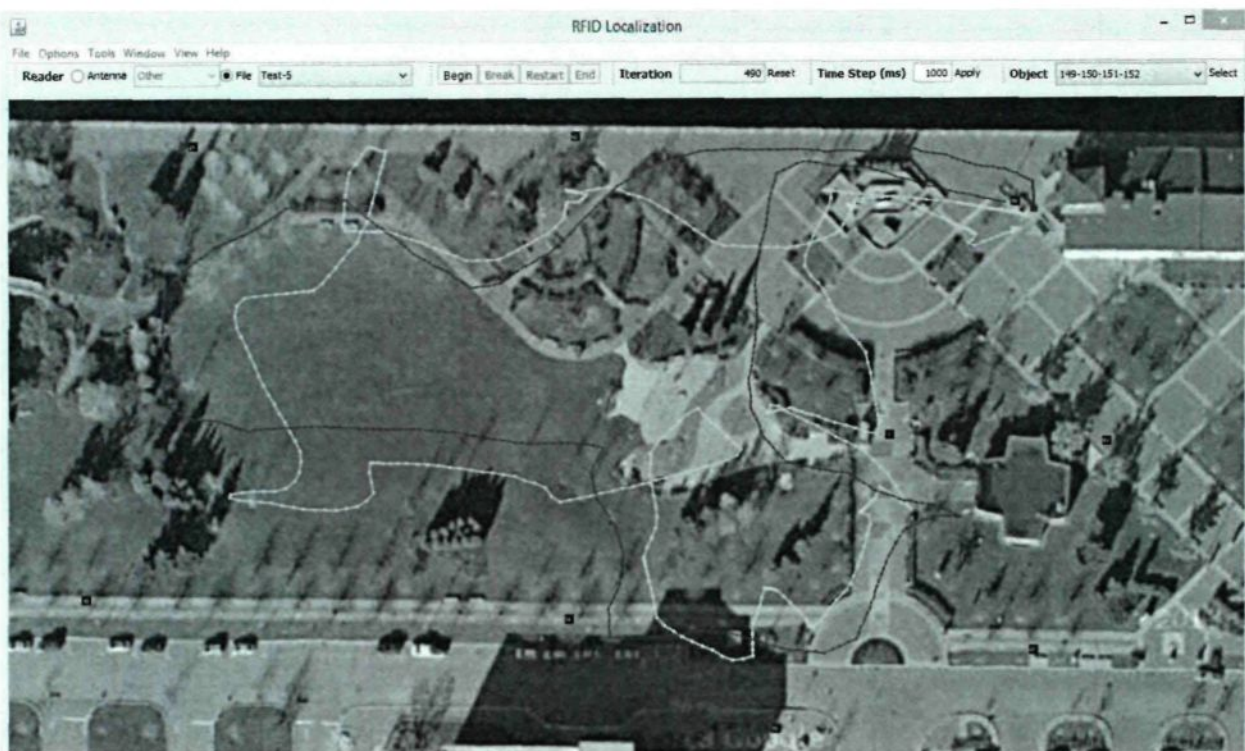 RFID Localization
File Options Tools Window View Help
Reader Antenna Other File Test-5 Begin Break Restart End Iteration 490 Reset Time Step (ms) 1000 Apply Object 149-150-151-152 Select